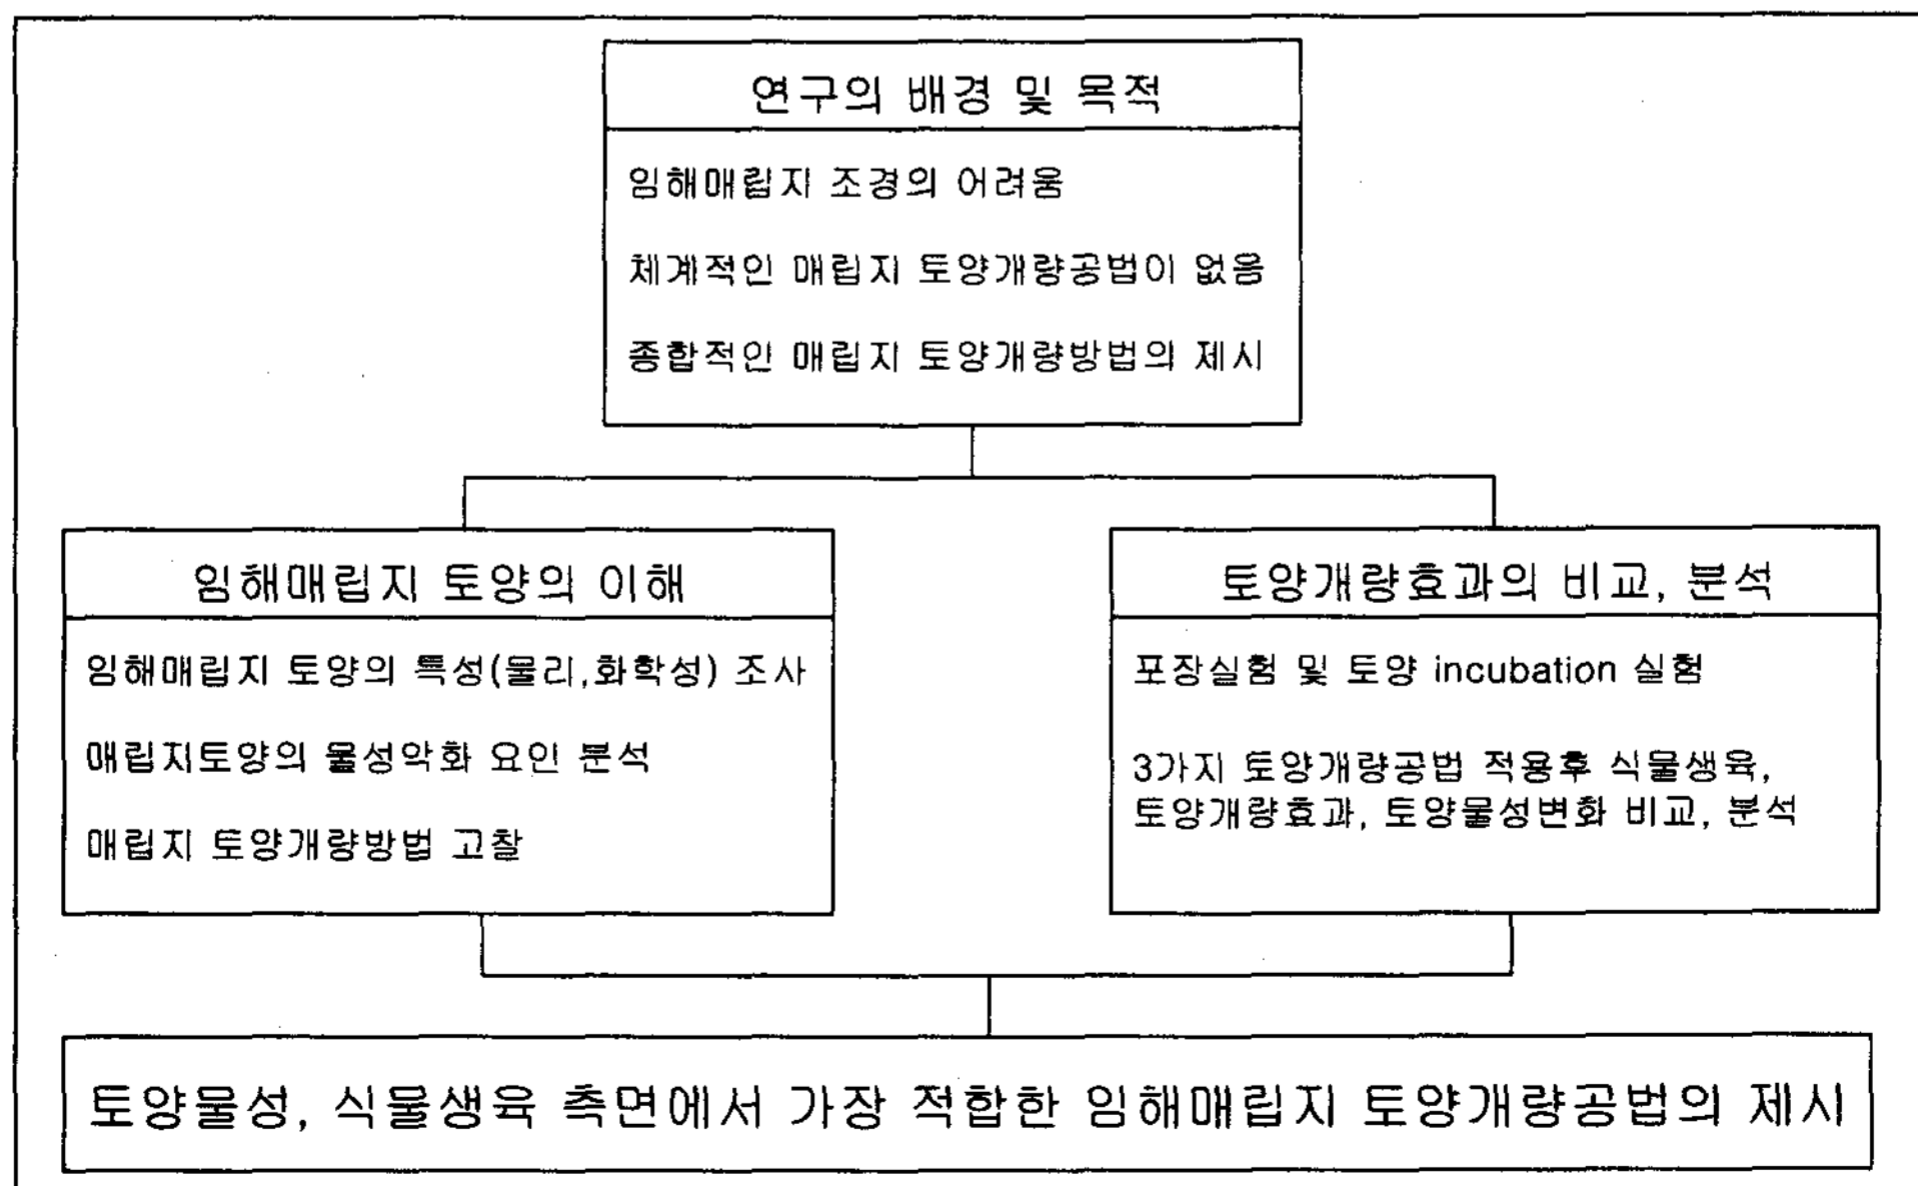 연구의 배경 및 목적
임해매립지 조경의 어려움
체계적인 매립지 토양개량공법이 없음
종합적인 매립지 토양개량방법의 제시
임해매립지 토양의 이해
임해매립지 토양의 특성(물리,화학성) 조사
매립지토양의 물성악화 요인 분석
매립지 토양개량방법 고찰
토양개량효과의 비교, 분석
포장실험 및 토양 incubation 실험
3가지 토양개량공법 적용후 식물생육,
토양개량효과, 토양물성변화 비교, 분석
토양물성, 식물생육 측면에서 가장 적합한 임해매립지 토양개량공법의 제시